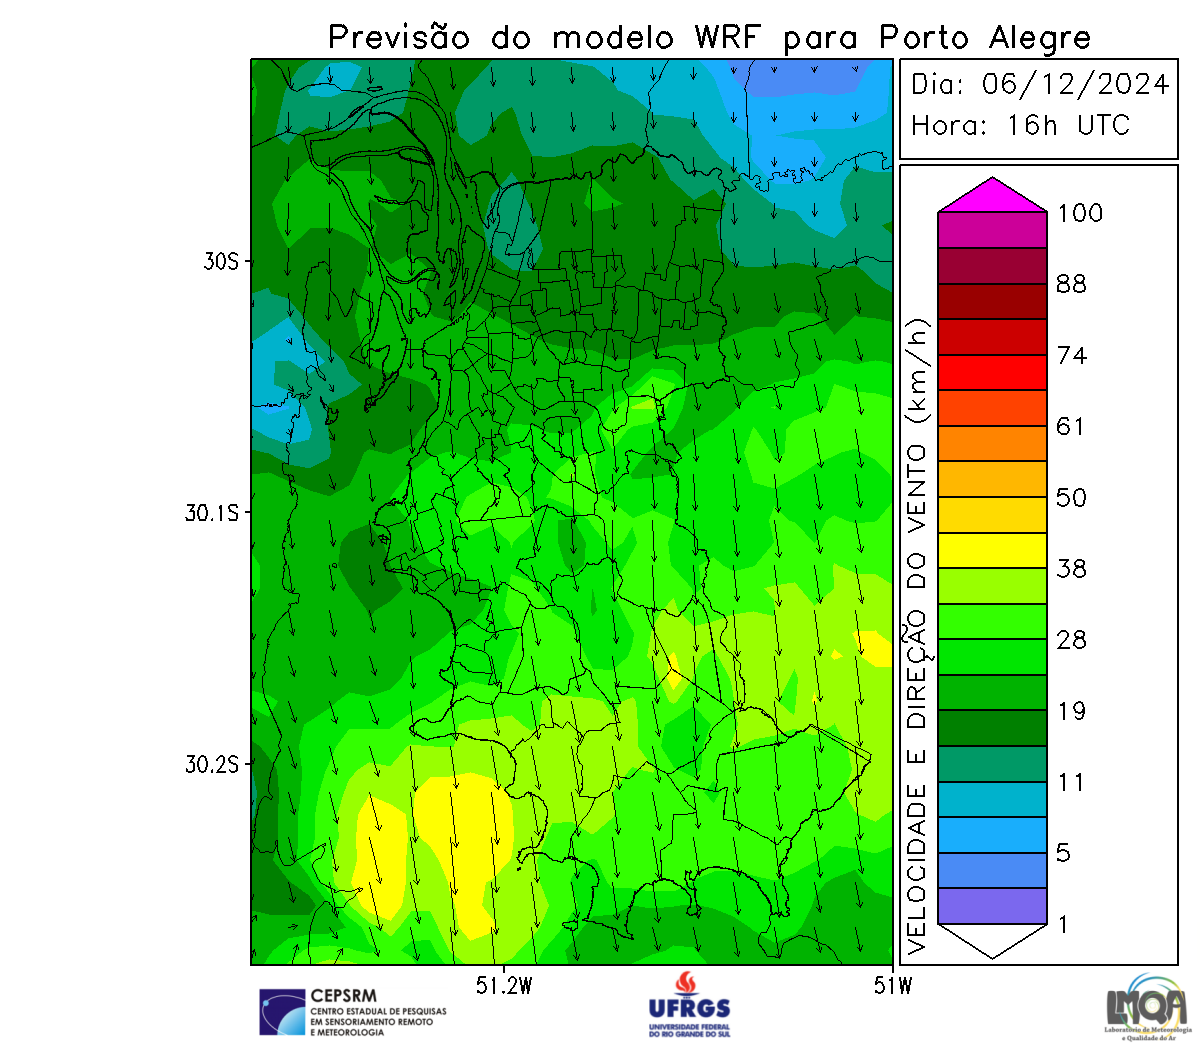 Previsão do modelo WRF para Porto Alegre
Dia: 06/12/2024
Hora: 16h UTC
30S
30.1S
30.2S
51.2W
51W
VELOCIDADE E DIREÇÃO DO VENTO (km/h)
100
88
74
61
50
38
28
19
11
5
1
CEPSRM
CENTRO ESTADUAL DE PESQUISAS
EM SENSORIAMENTO REMOTO
E METEOROLOGIA
UFRGS
UNIVERSIDADE FEDERAL
DO RIO GRANDE DO SUL
LMQA
Laboratório de Meteorologia
e Qualidade do Ar